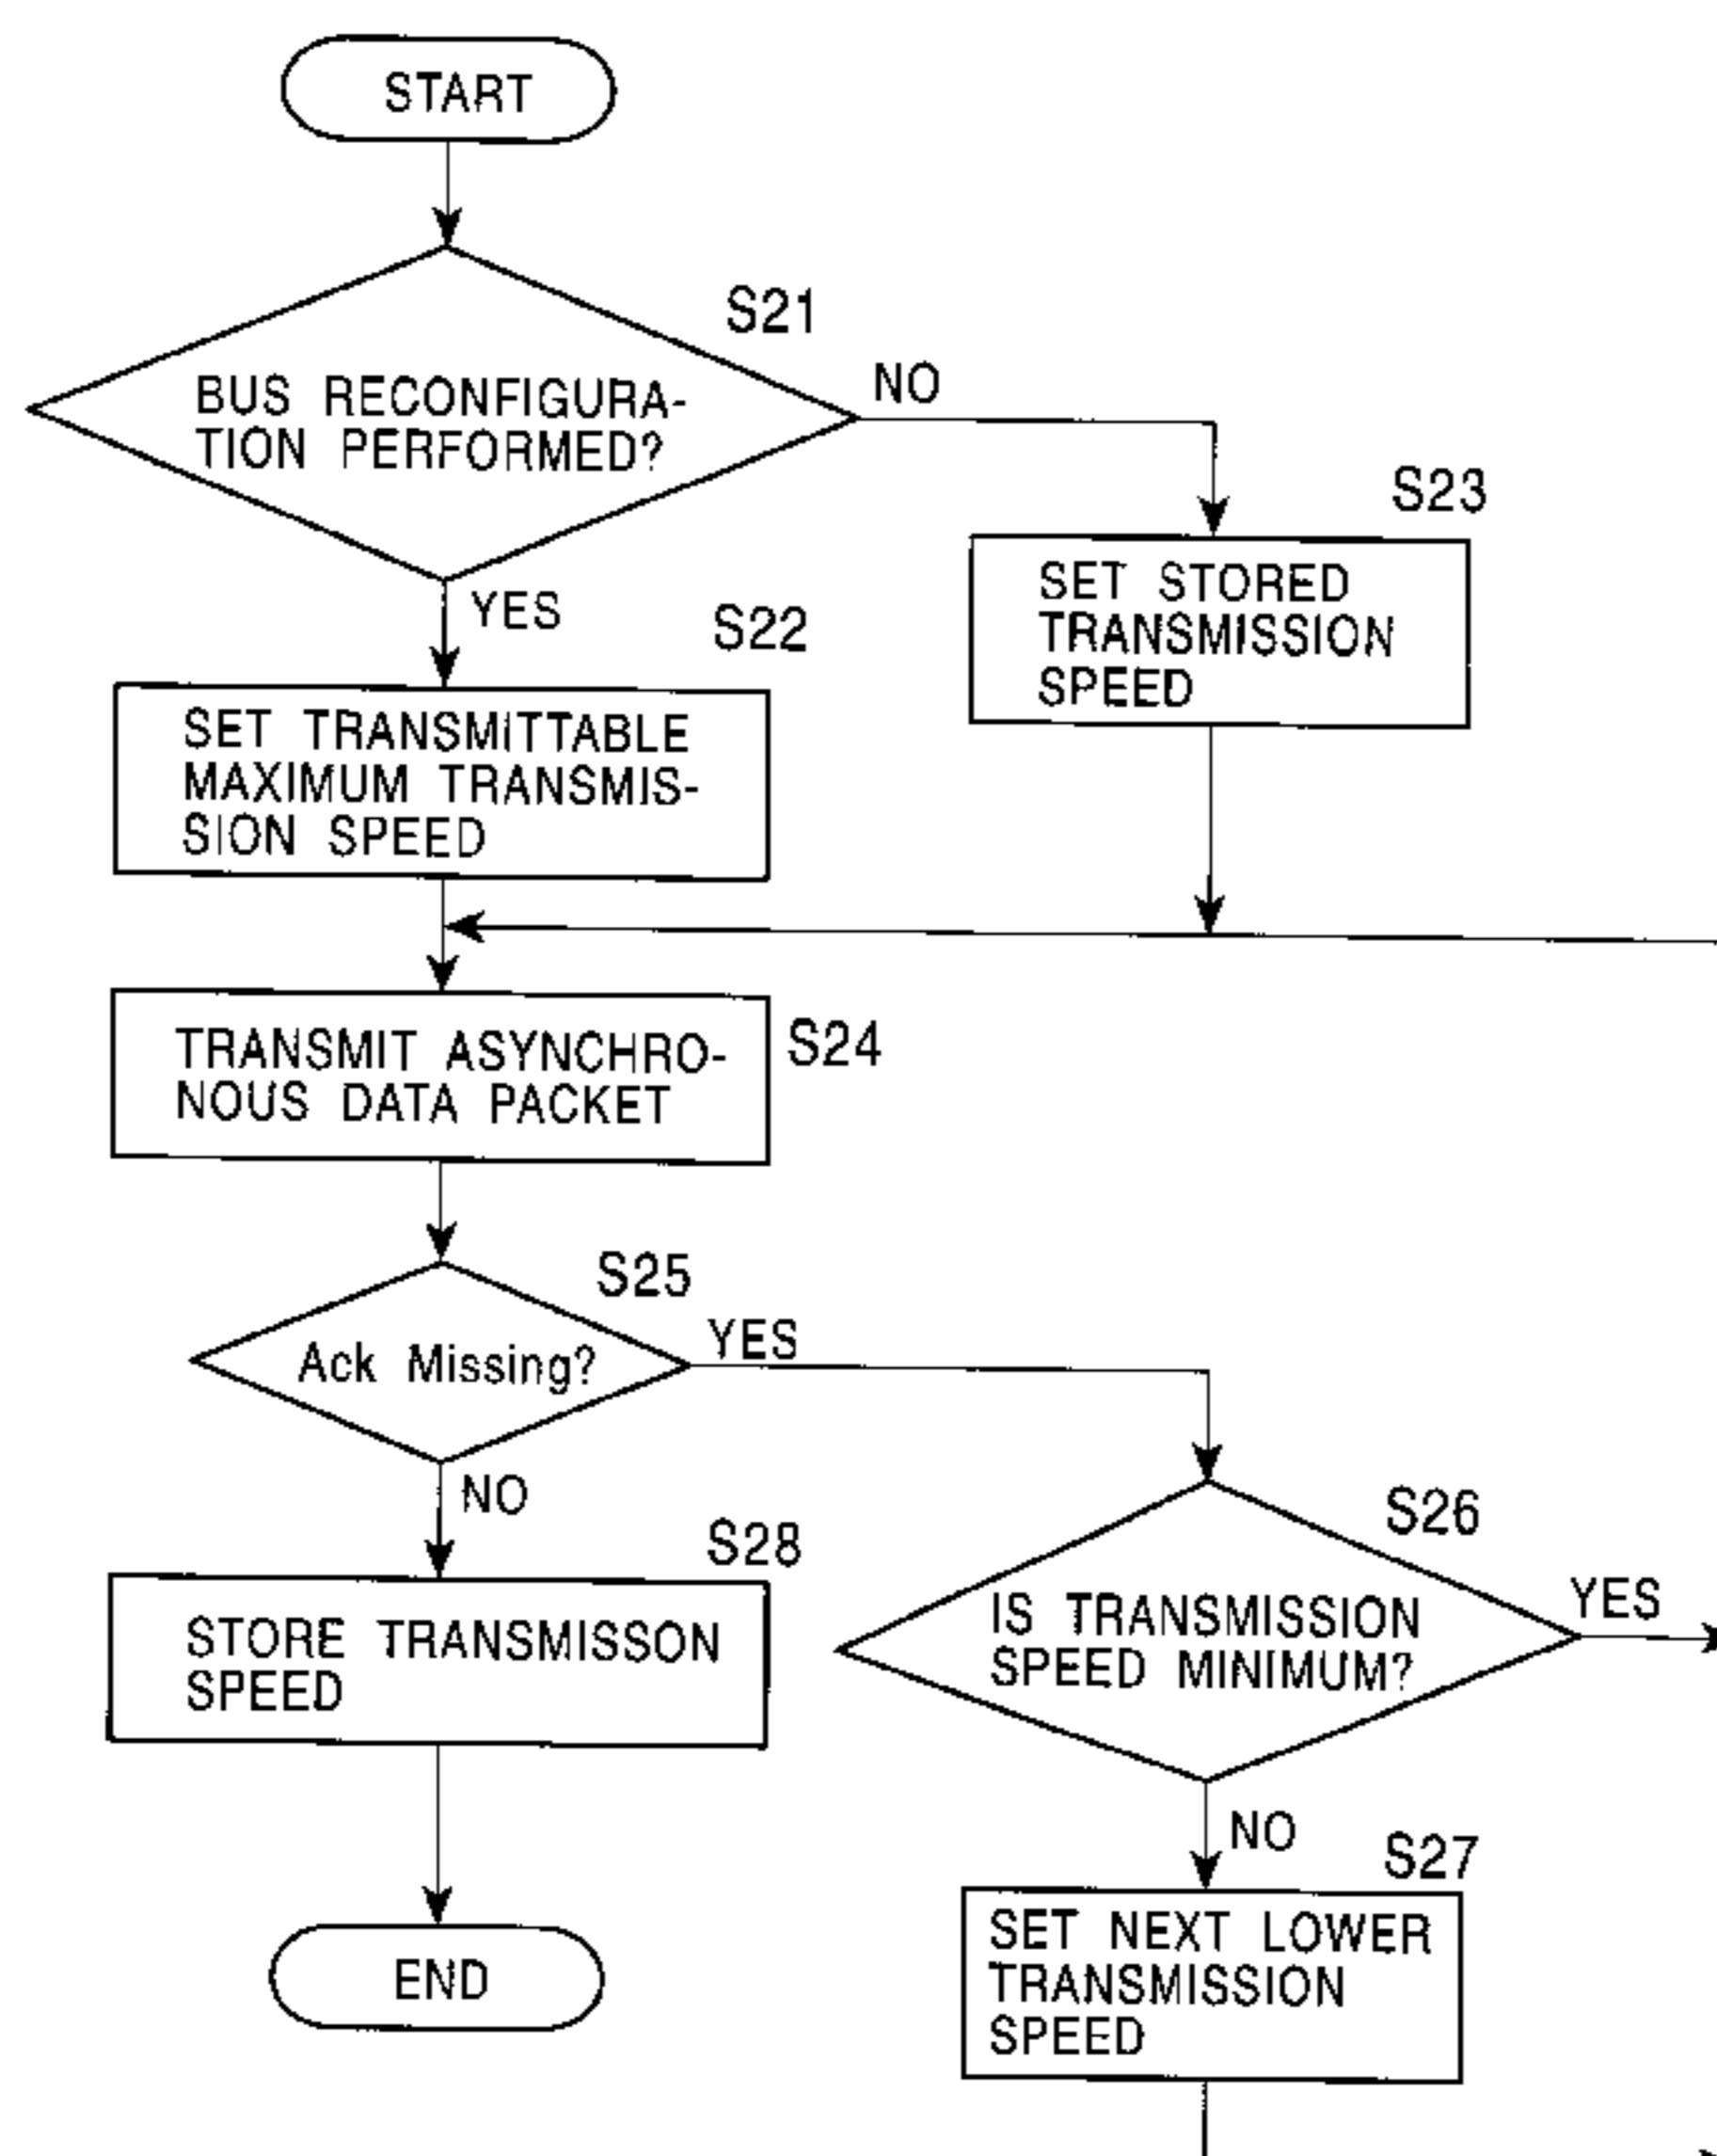 START
S21
BUS RECONFIGURA-
TION PERFORMED?
NO
YES
S23
SET STORED
TRANSMISSION
SPEED
S22
SET TRANSMITTABLE
MAXIMUM TRANSMIS-
SION SPEED
S24
TRANSMIT ASYNCHRO-
NOUS DATA PACKET
S25
Ack Missing?
YES
NO
S28
STORE TRANSMISSON
SPEED
END
S26
IS TRANSMISSION
SPEED MINIMUM?
YES
NO
S27
SET NEXT LOWER
TRANSMISSION
SPEED